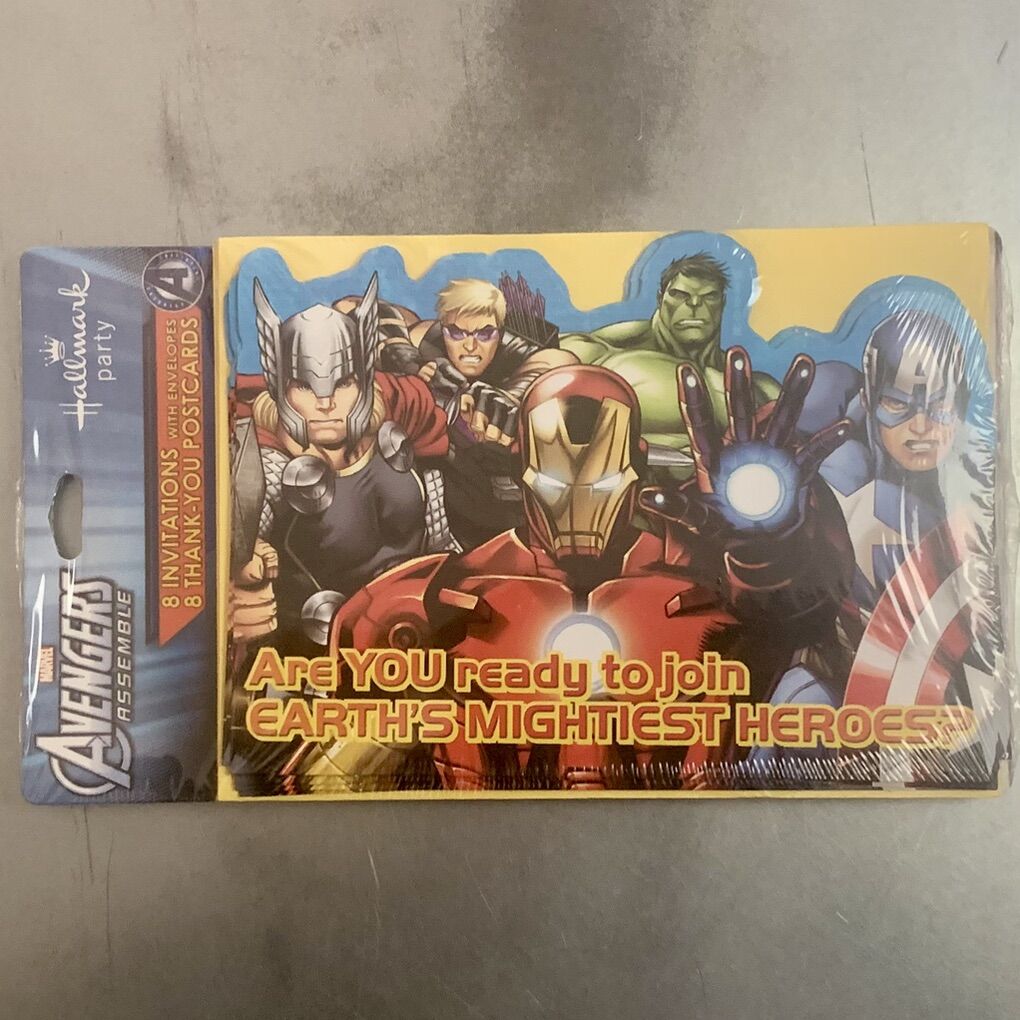 Hallmark
party
8 INVITATIONS WITH ENVELOPES
8 THANK-YOU POSTCARDS
MARVEL
AVENGERS
ASSEMBLE
A
Are YOU ready to join
EARTH'S MIGHTIEST HEROES?
A